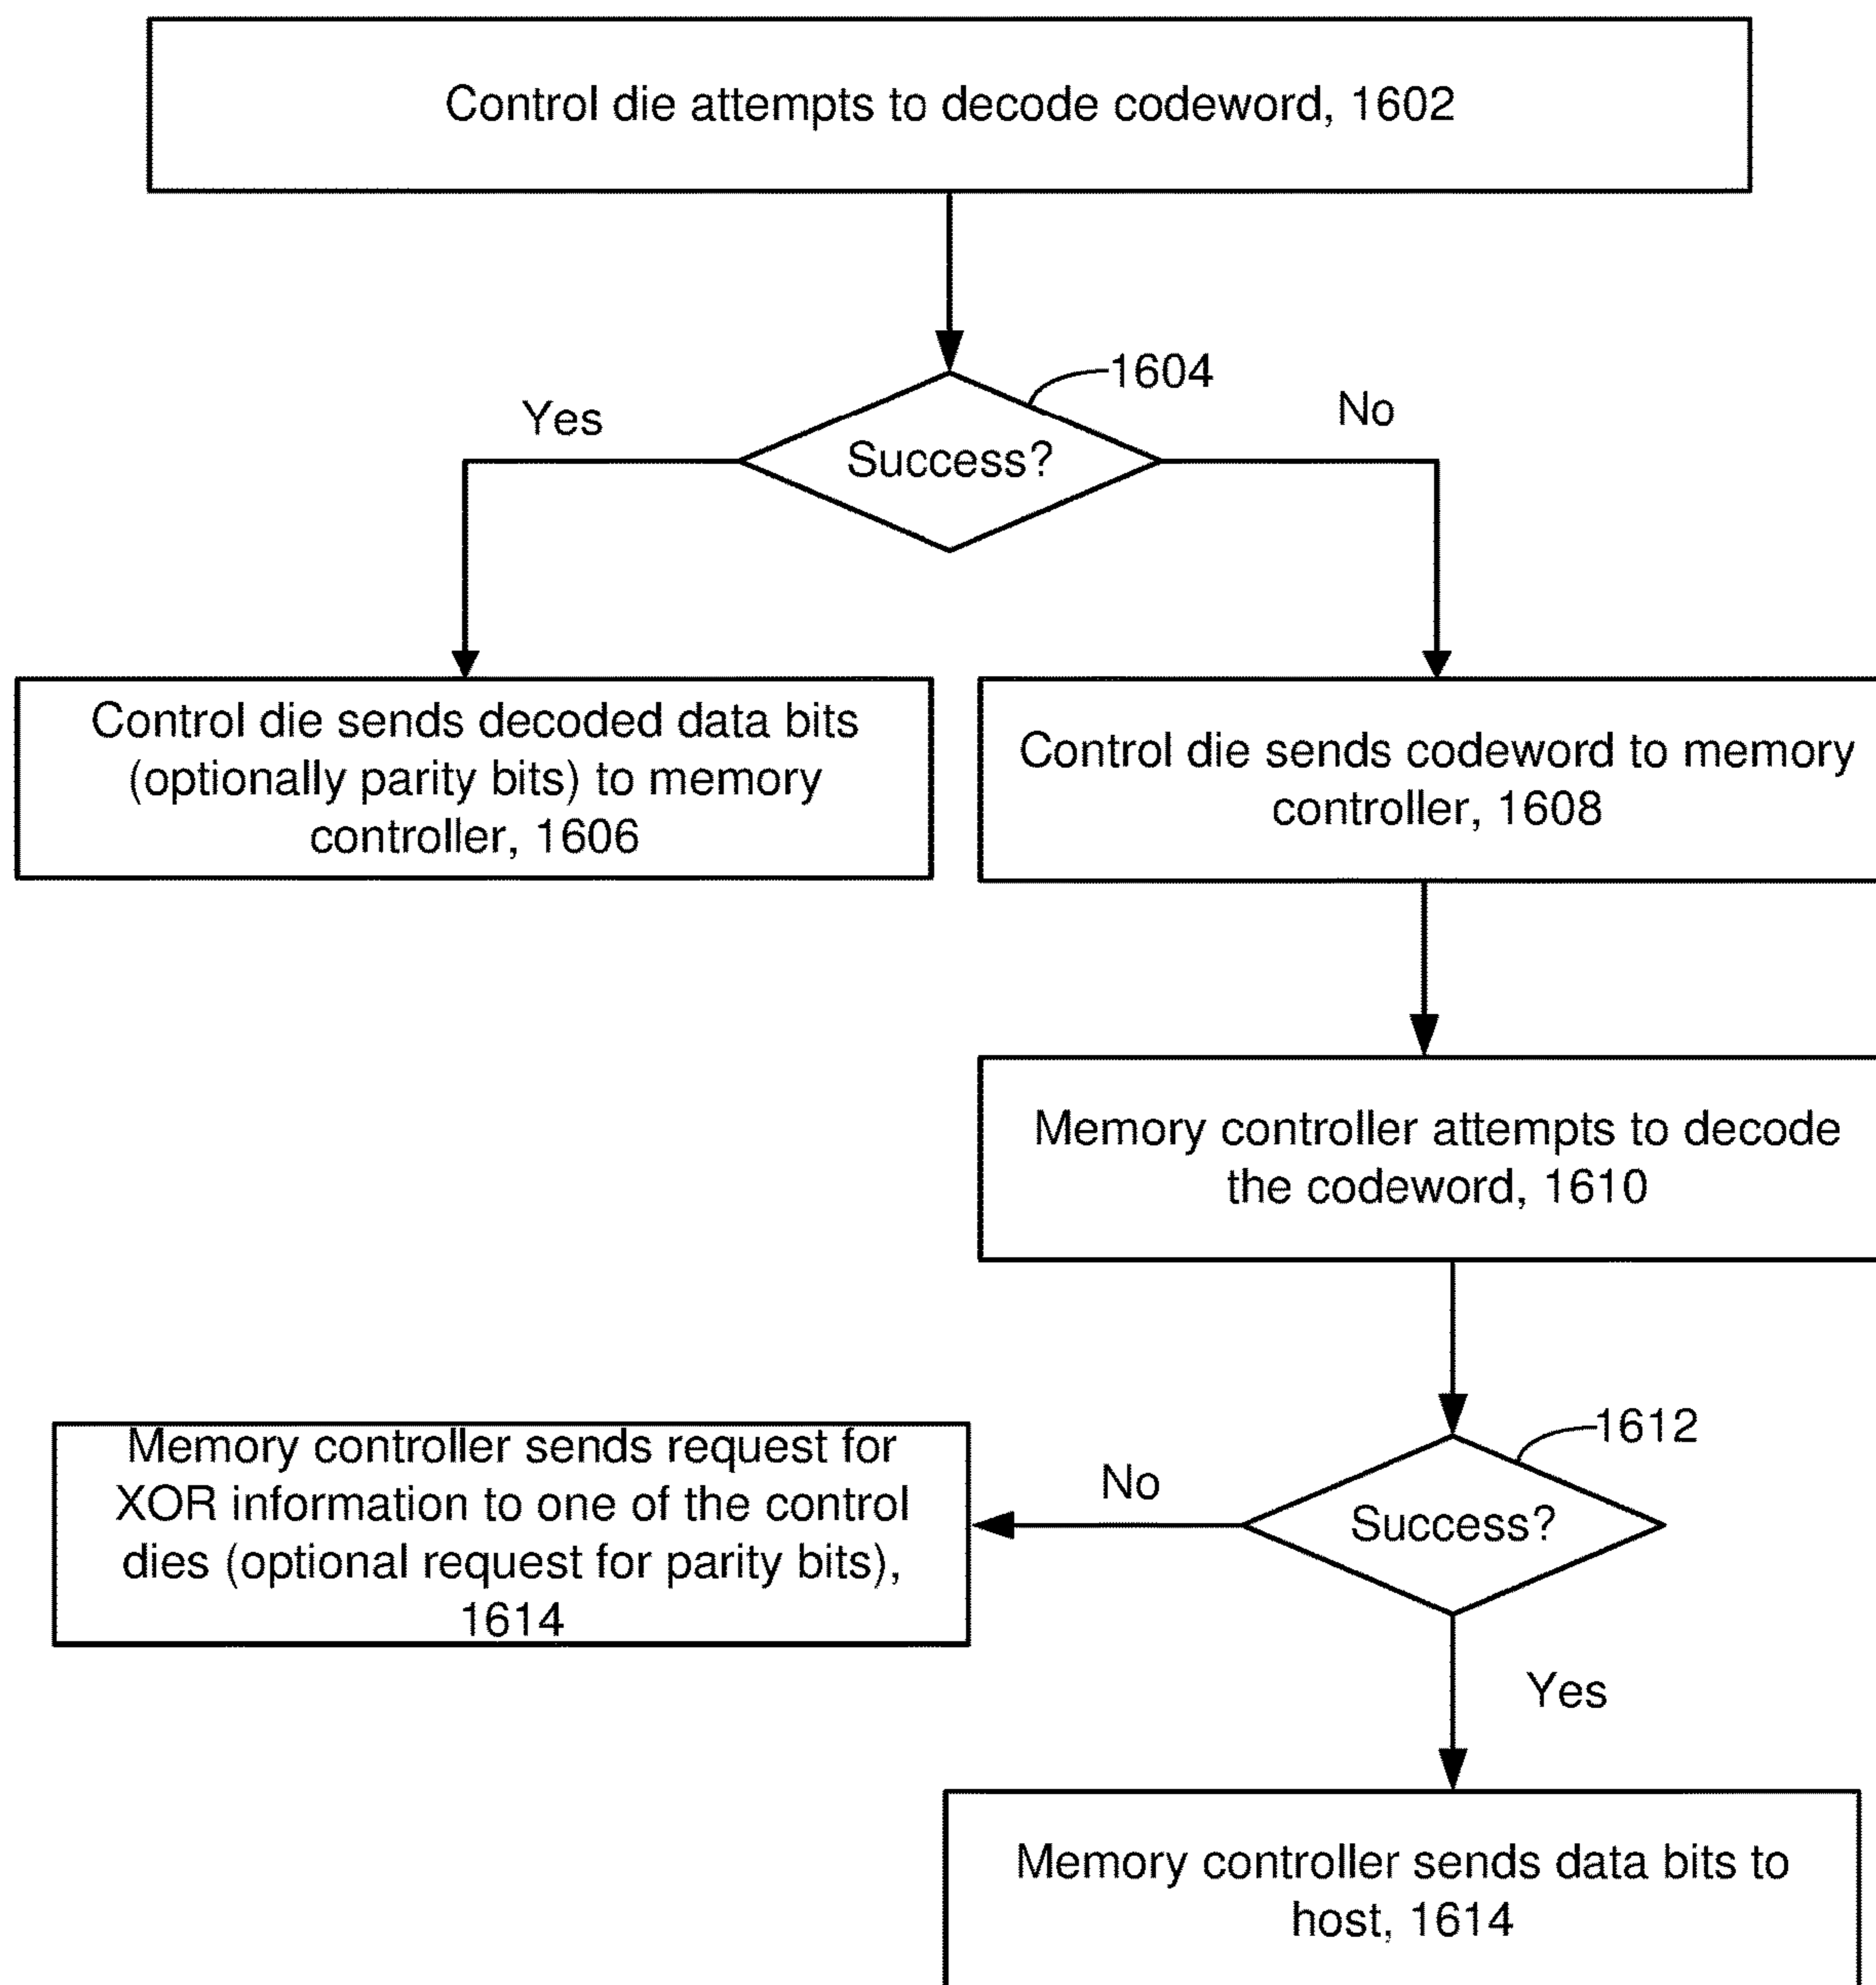 Control die attempts to decode codeword, 1602
1604
Yes
Success?
No
Control die sends decoded data bits
(optionally parity bits) to memory
controller, 1606
Control die sends codeword to memory
controller, 1608
Memory controller attempts to decode
the codeword, 1610
1612
Memory controller sends request for
XOR information to one of the control
dies (optional request for parity bits),
1614
No
Success?
Yes
Memory controller sends data bits to
host, 1614